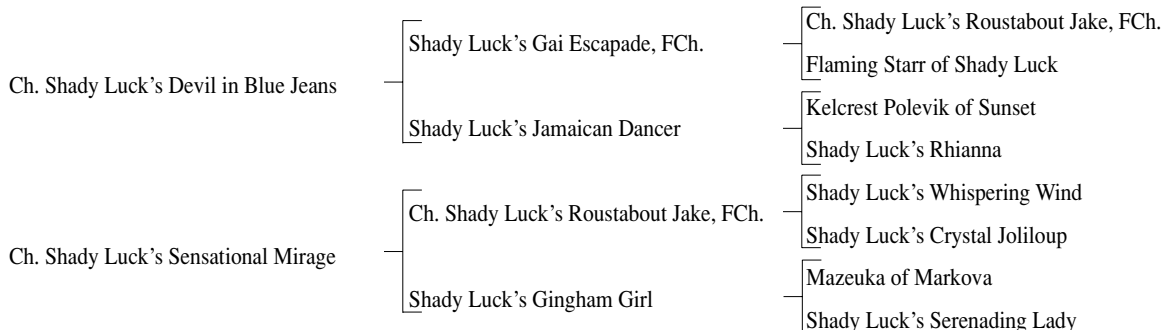 Ch. Shady Luck’s Roustabout Jake, FCh.
Shady Luck’s Gai Escapade, FCh.
Flaming Starr of Shady Luck
Ch. Shady Luck’s Devil in Blue Jeans
Kelcrest Polevik of Sunset
Shady Luck’s Jamaican Dancer
Shady Luck’s Rhianna
Shady Luck’s Whispering Wind
Ch. Shady Luck’s Roustabout Jake, FCh.
Shady Luck’s Crystal Joliloup
Ch. Shady Luck’s Sensational Mirage
Mazeuka of Markova
Shady Luck’s Gingham Girl
Shady Luck’s Serenading Lady